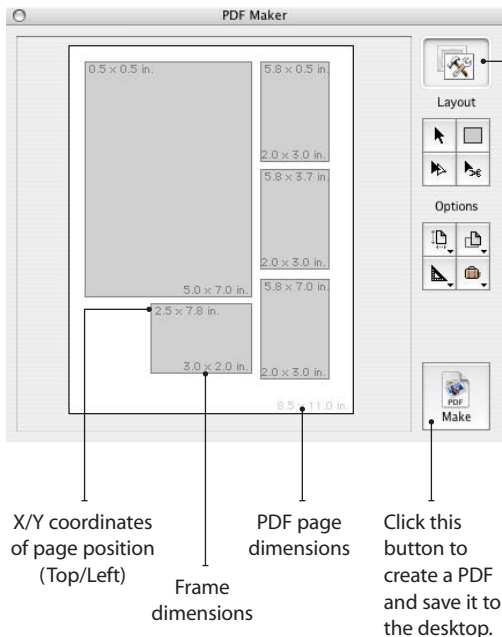 PDF Maker
0.5 x 0.5 in.
5.8 x 0.5 in.
2.0 x 3.0 in.
5.8 x 3.7 in.
2.0 x 3.0 in.
5.0 x 7.0 in.
5.8 x 7.0 in.
2.5 x 7.8 in.
3.0 x 2.0 in.
2.0 x 3.0 in.
8.5 x 11.0 in.
Layout
Options
PDF
Make
X/Y coordinates
of page position
(Top/Left)
Frame
dimensions
PDF page
dimensions
Click this
button to
create a PDF
and save it to
the desktop.